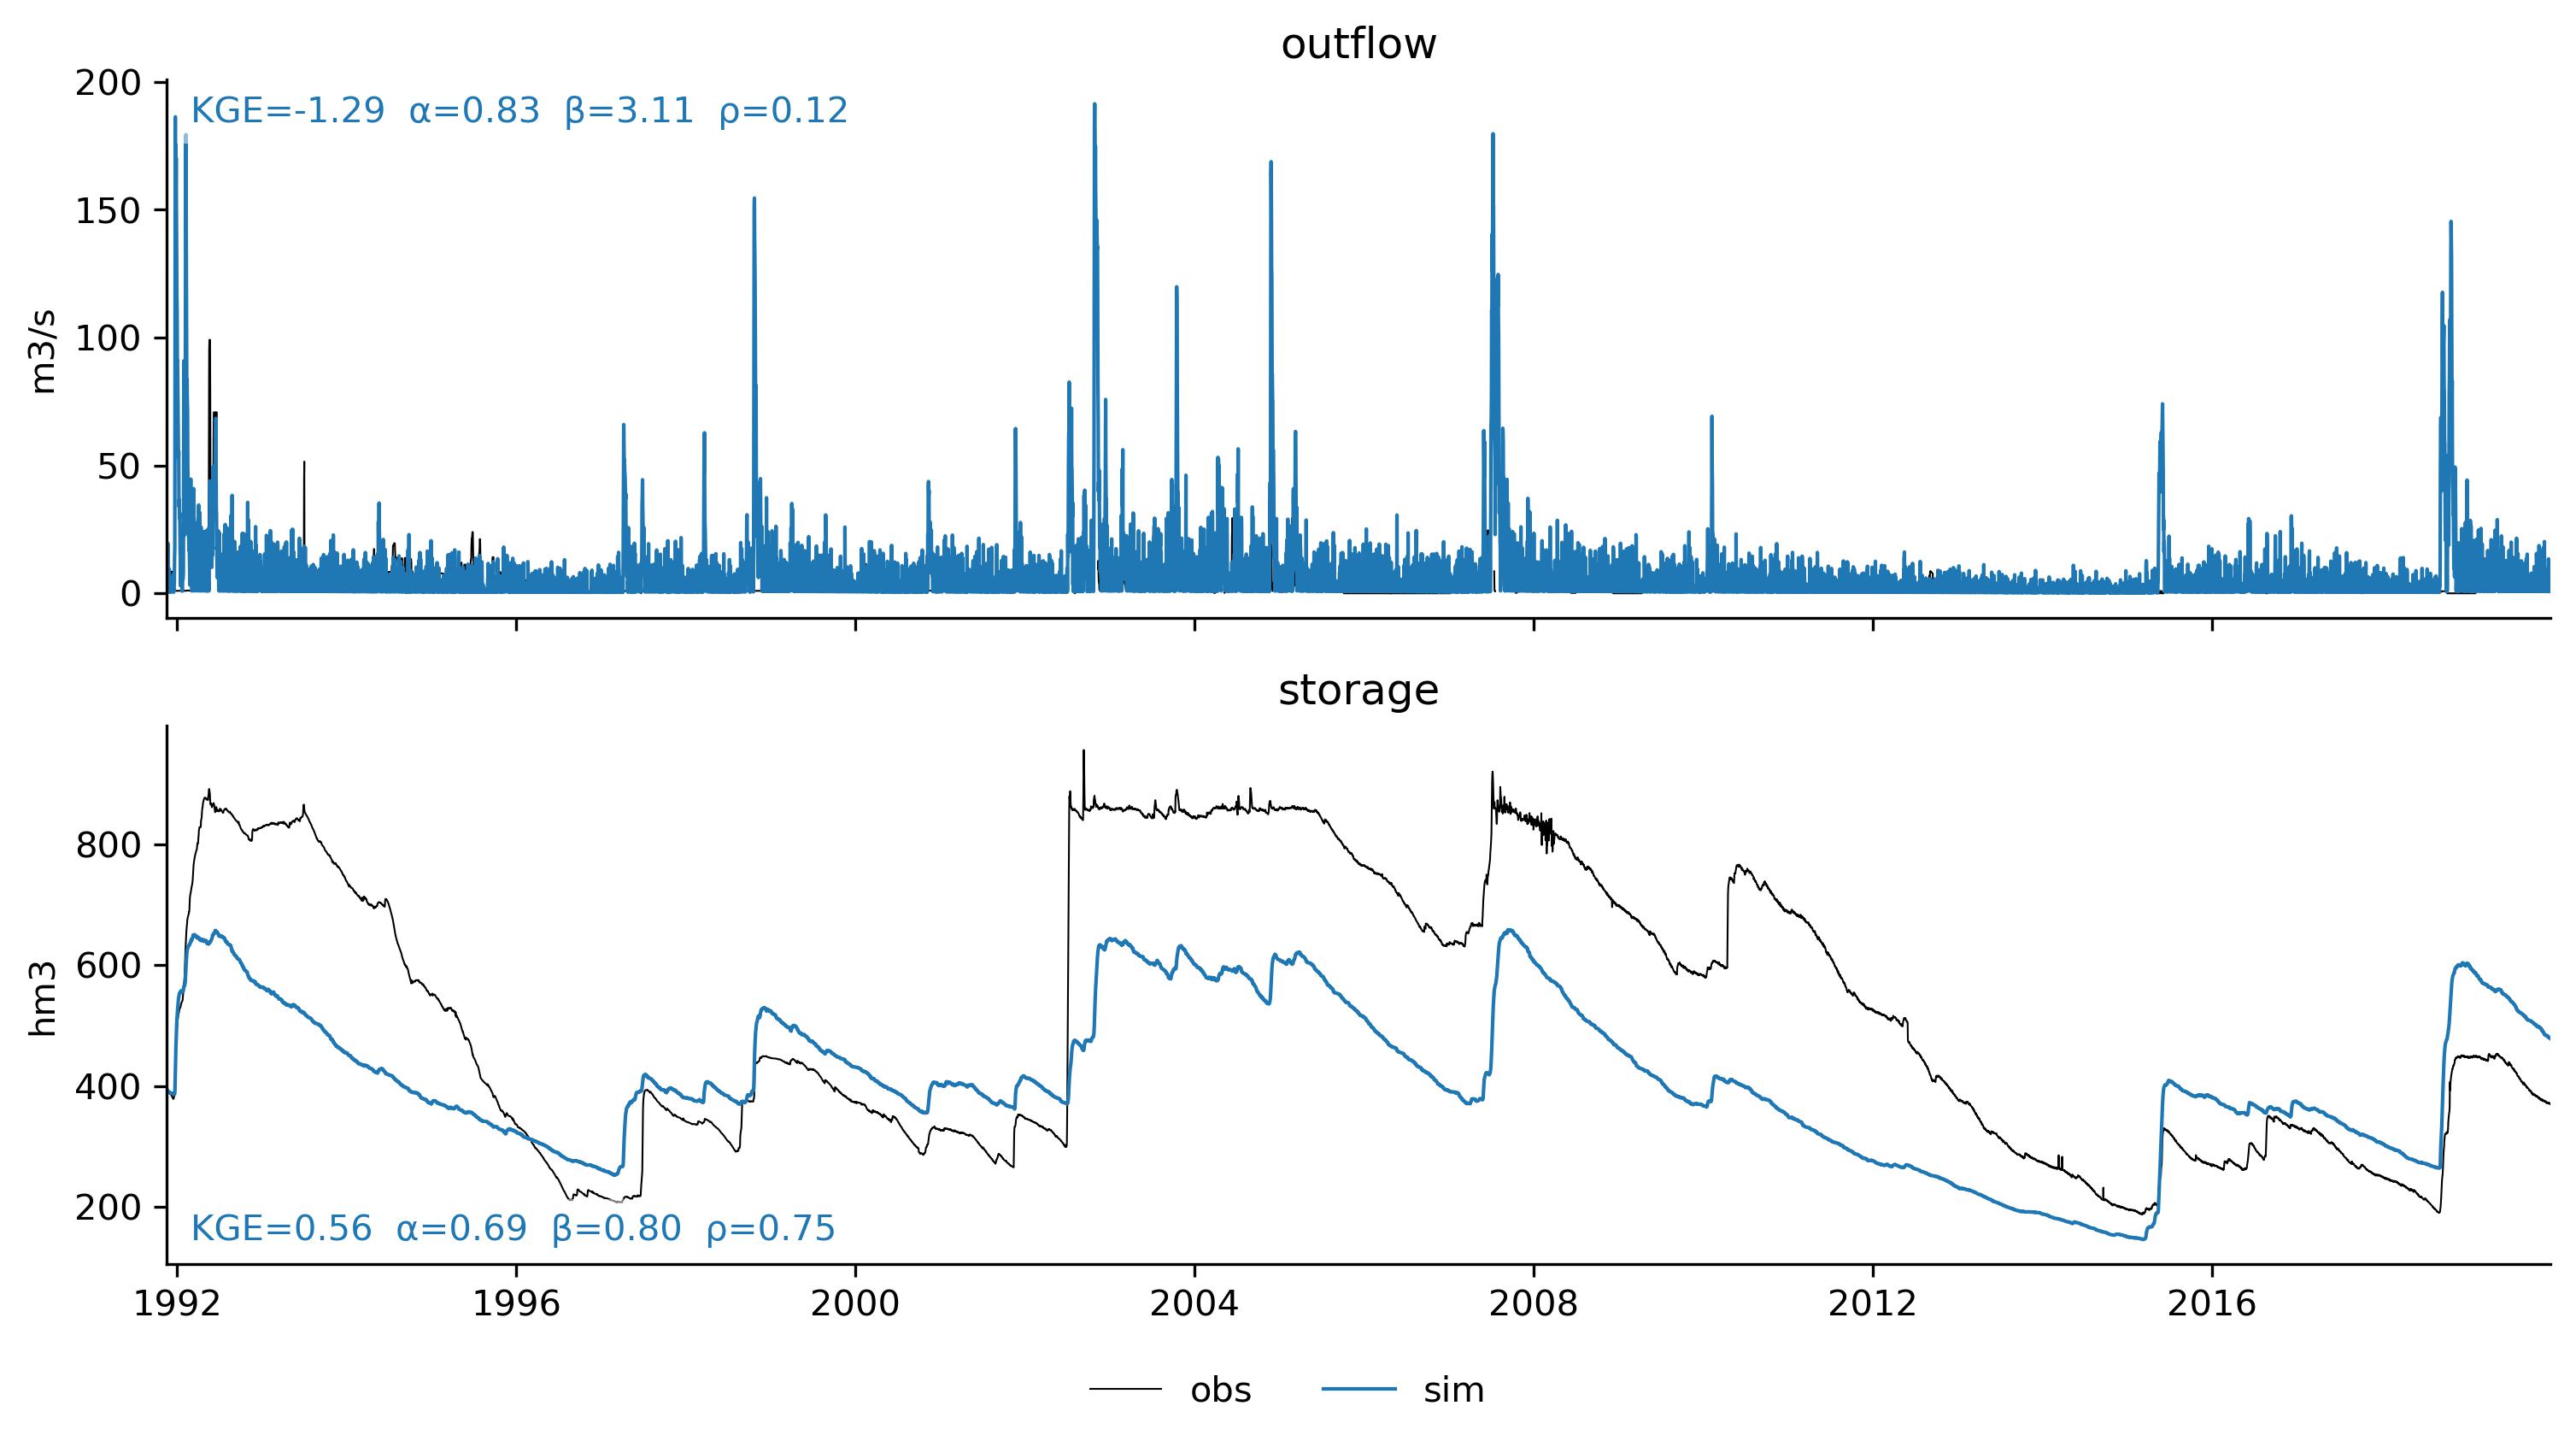 outflow
200
KGE=-1.29 α=0.83 β=3.11 ρ=0.12
150
100
50
0
m3/s
storage
800
600
400
200
hm3
KGE=0.56 α=0.69 β=0.80 ρ=0.75
1992 1996 2000 2004 2008 2012 2016
obs sim